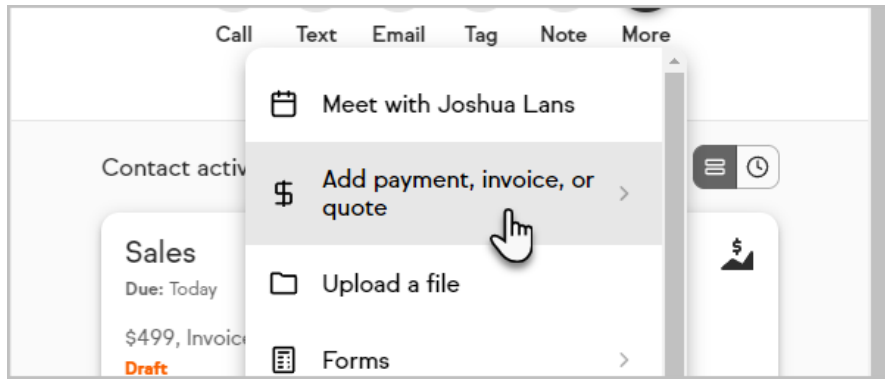 Call Text Email Tag Note More
Meet with Joshua Lans
Contact activ
Add payment, invoice, or
quote
Sales
Due: Today
Upload a file
$499, Invoice
Draft
Forms